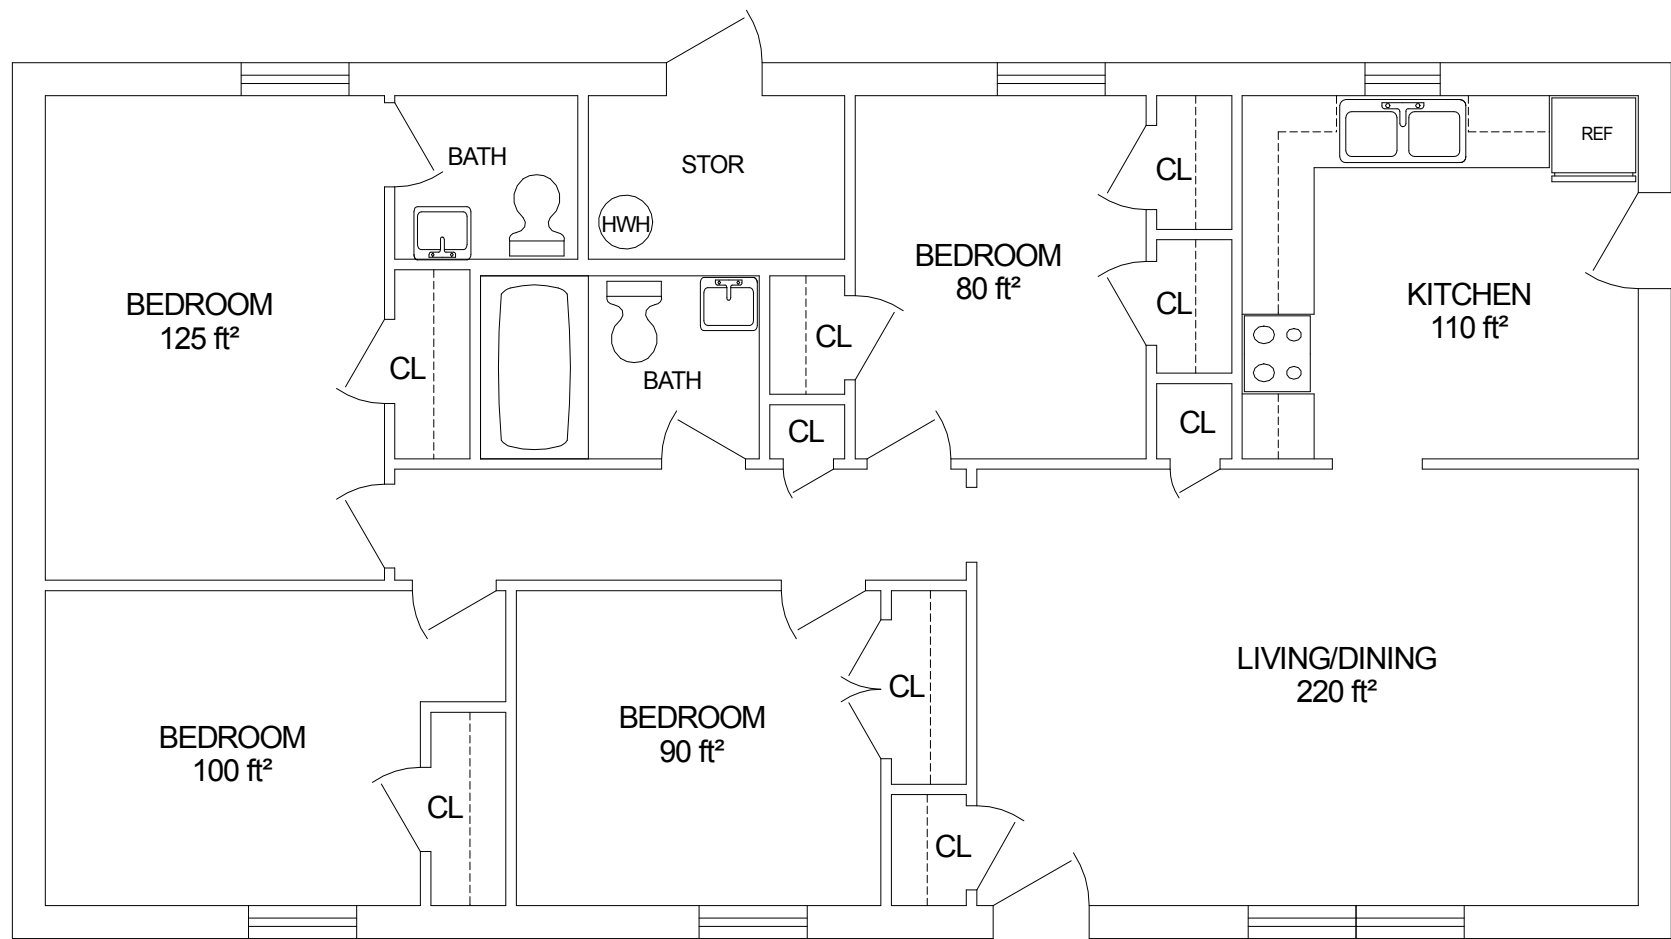 BATH
STOR
CL
REF
HWH
BEDROOM
80 ft²
BEDROOM
125 ft²
CL
KITCHEN
110 ft²
CL
CL
BATH
CL
CL
LIVING/DINING
220 ft²
CL
BEDROOM
90 ft²
BEDROOM
100 ft²
CL
CL